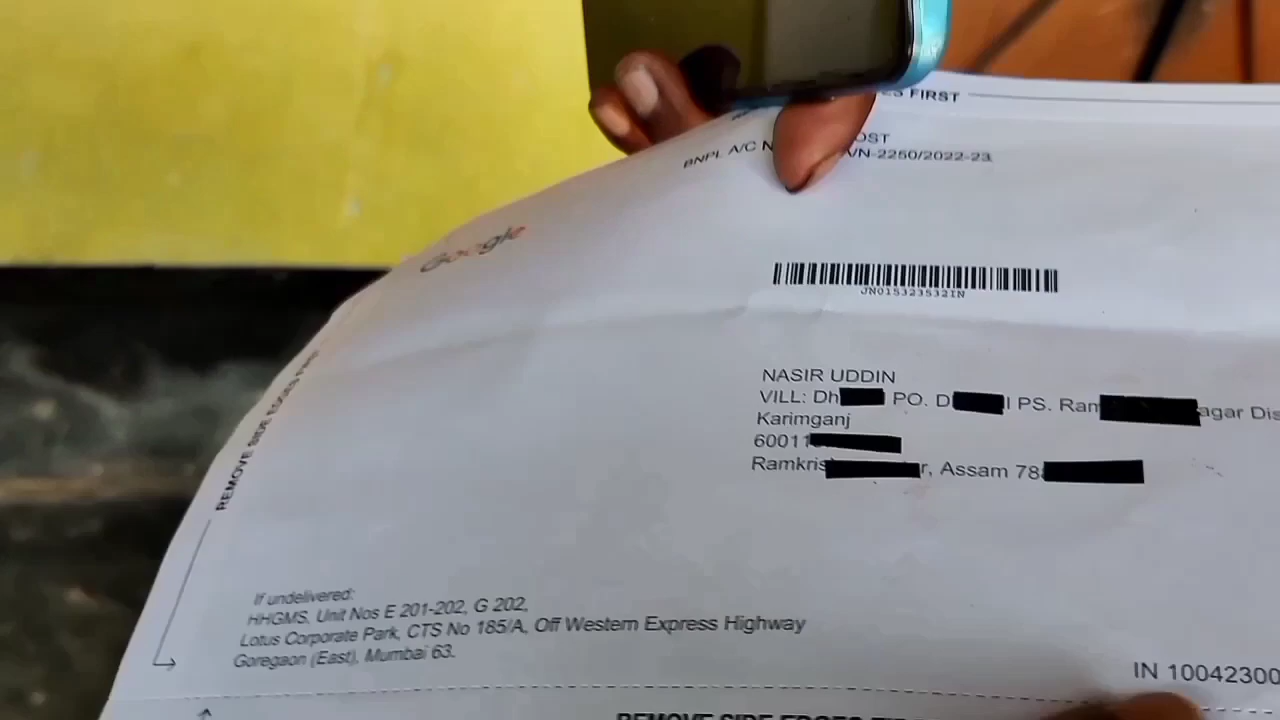 FIRST
BNPL A/C
VN-2250/2022-23
Google
JN015323532IN
NASIR UDDIN
VILL: Dh PO. D l PS. Ram agar Dis
Karimganj
60011
Ramkris r, Assam 78
REMOVE SIDE EDGES
If undelivered:
HHGMS, Unit Nos E 201-202, G 202,
Lotus Corporate Park, CTS No 185/A, Off Western Express Highway
Goregaon (East), Mumbai 63.
IN 10042300
REMOVE SIDE EDGES